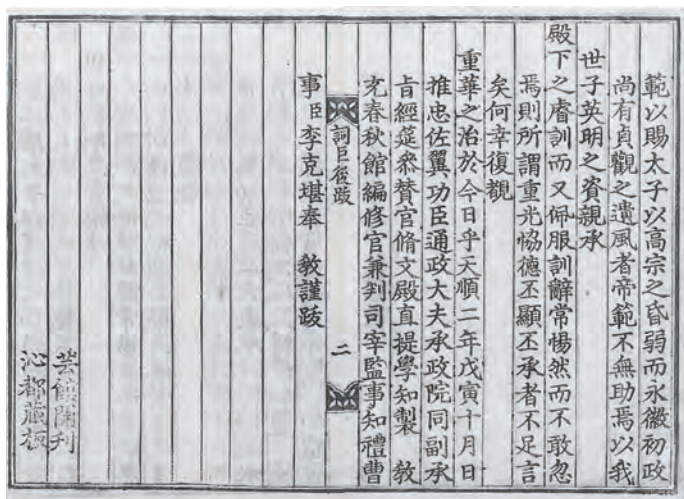 範以賜太子以高宗之昏弱而永徽初政
尚有貞觀之遺風者帝範不無助焉以我
世子英明之資親承
殿下之睿訓而又佩服訓辭常惕然而不敢忽
焉則所謂重光協德丕顯丕承者不足言
矣何幸復覩
重華之治於今日乎天順二年戊寅十月日
推忠佐翼功臣通政大夫承政院同副承
旨經筵叅贊官脩文殿直提學知製 教
充春秋館編修官兼判司宰監事知禮曹
訓辭後跋 二
事臣李克堪奉 敎謹跋
芸館開刊
沁都藏板